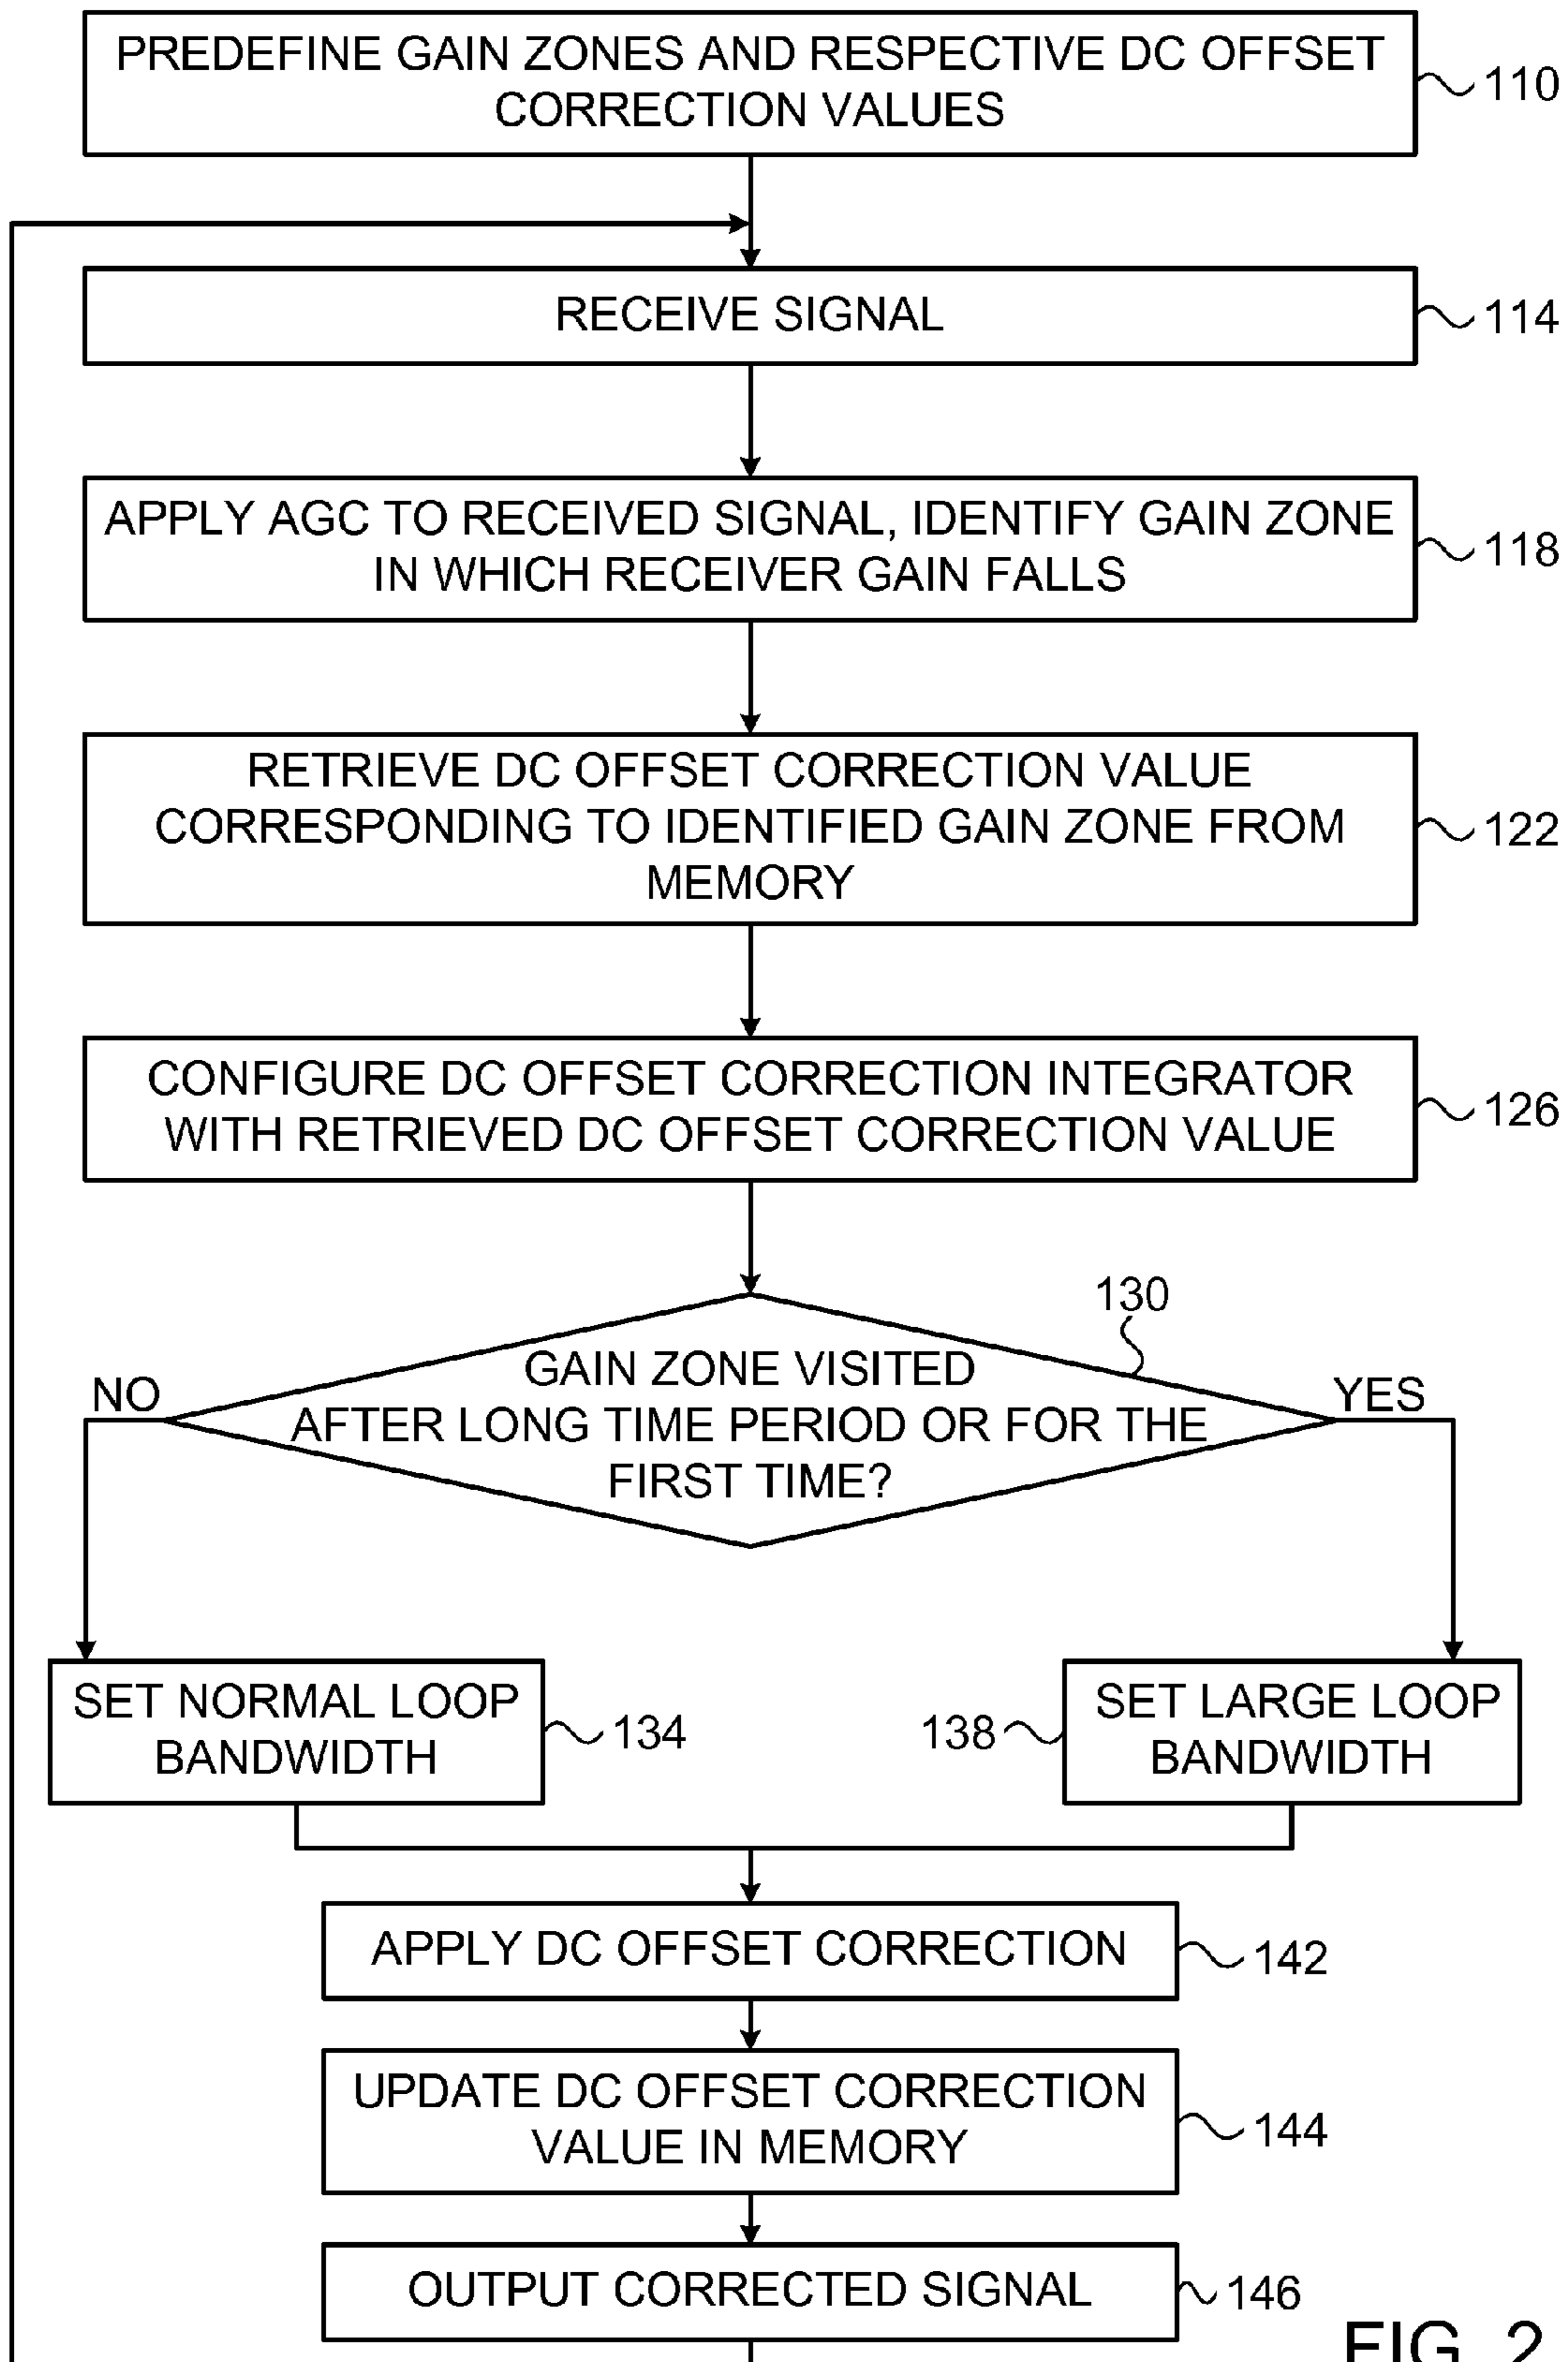 PREDEFINE GAIN ZONES AND RESPECTIVE DC OFFSET
CORRECTION VALUES
110
RECEIVE SIGNAL
114
APPLY AGC TO RECEIVED SIGNAL, IDENTIFY GAIN ZONE
IN WHICH RECEIVER GAIN FALLS
118
RETRIEVE DC OFFSET CORRECTION VALUE
CORRESPONDING TO IDENTIFIED GAIN ZONE FROM
MEMORY
122
CONFIGURE DC OFFSET CORRECTION INTEGRATOR
WITH RETRIEVED DC OFFSET CORRECTION VALUE
126
130
GAIN ZONE VISITED
AFTER LONG TIME PERIOD OR FOR THE
FIRST TIME?
NO
YES
SET NORMAL LOOP
BANDWIDTH
134
138
SET LARGE LOOP
BANDWIDTH
APPLY DC OFFSET CORRECTION
142
UPDATE DC OFFSET CORRECTION
VALUE IN MEMORY
144
OUTPUT CORRECTED SIGNAL
146
FIG. 2